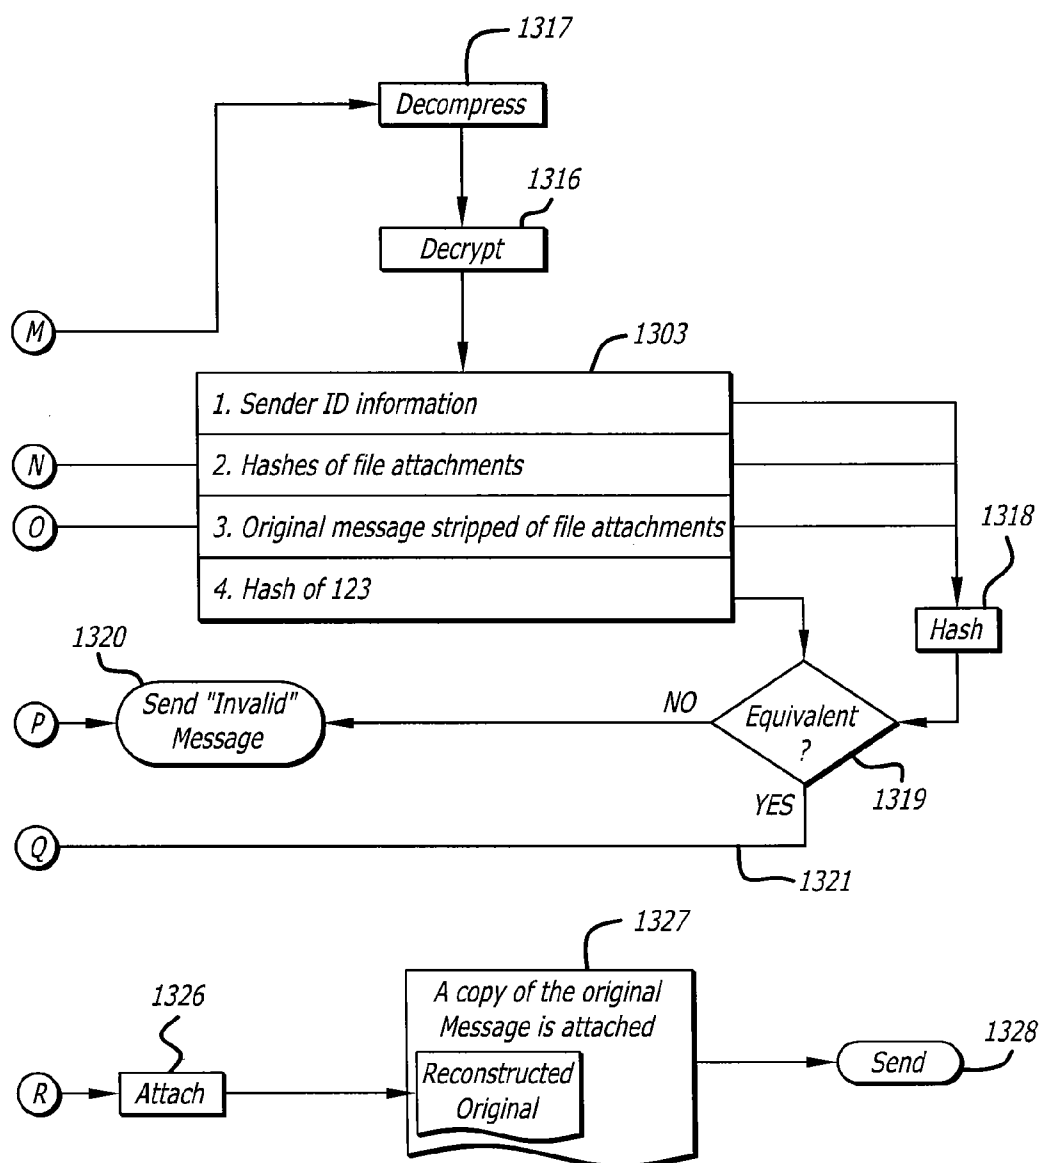 1317
Decompress
1316
Decrypt
M
1303
1. Sender ID information
N
2. Hashes of file attachments
O
3. Original message stripped of file attachments
1318
4. Hash of 123
Hash
1320
P
Send "Invalid"
Message
NO
Equivalent
?
1319
YES
Q
1321
1327
1326
A copy of the original
Message is attached
1328
R
Attach
Reconstructed
Original
Send